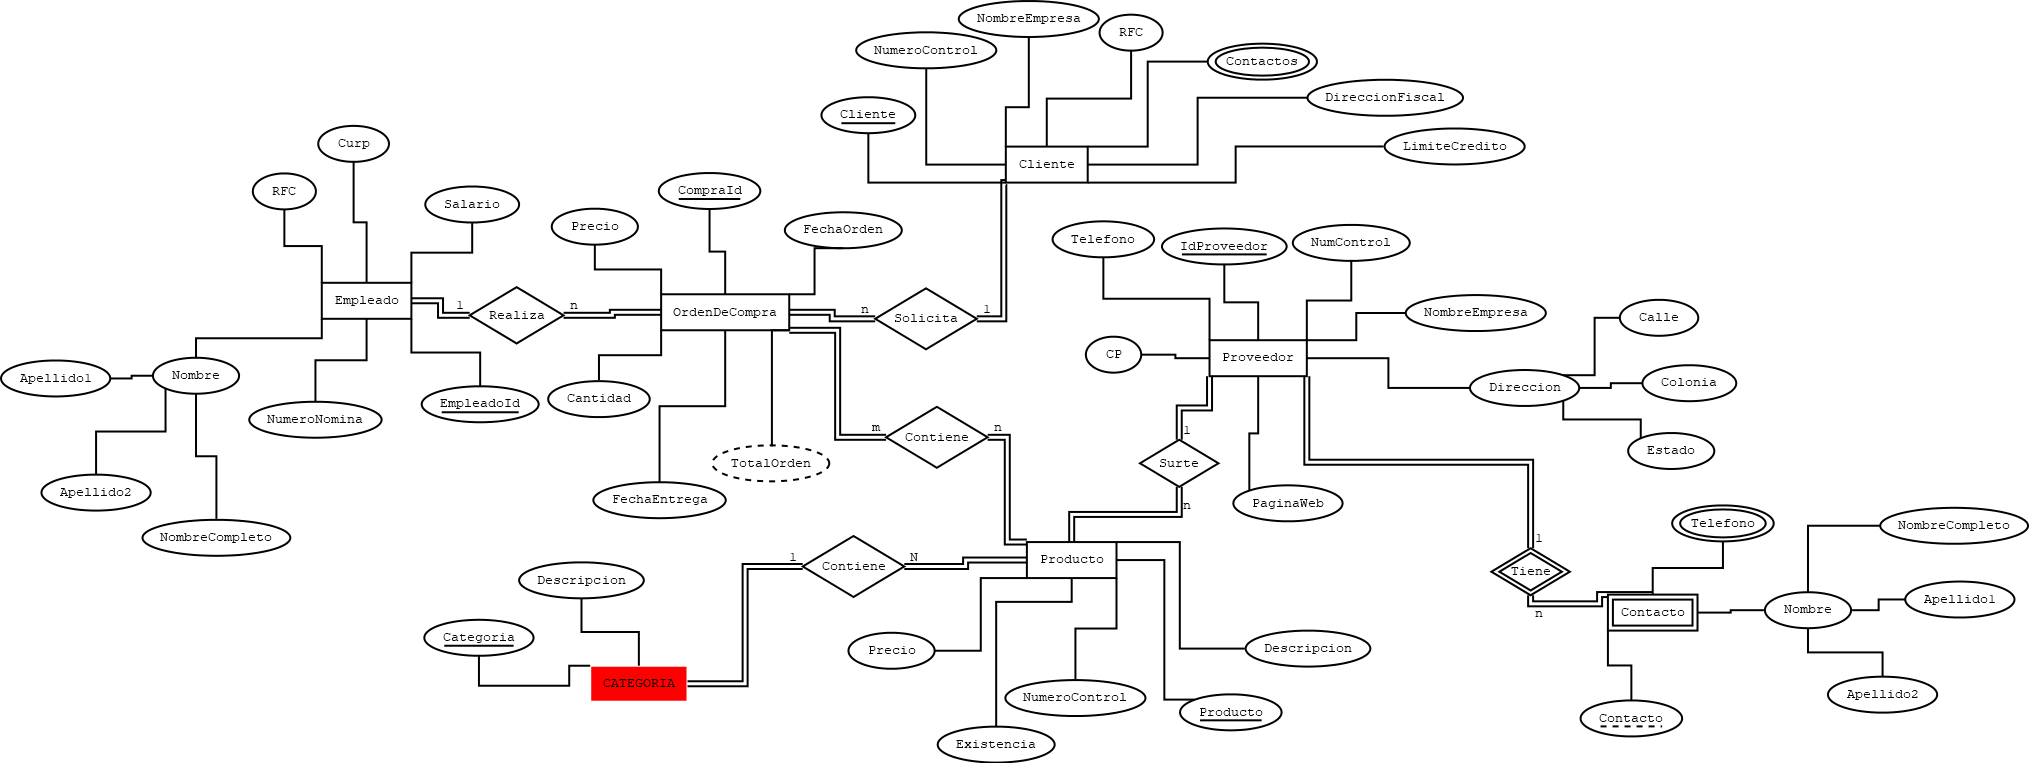 NombreEmpresa
RFC
NumeroControl
Contactos
DireccionFiscal
Cliente
LimiteCredito
Curp
Cliente
RFC
CompraId
Salario
Precio
FechaOrden
Telefono
IdProveedor
NumControl
Empleado
1
n
n
1
Realiza
OrdenDeCompra
Solicita
NombreEmpresa
Calle
CP
Proveedor
Apellido1
Nombre
Direccion
Colonia
Cantidad
EmpleadoId
NumeroNomina
m
n
1
Contiene
Estado
TotalOrden
Surte
Apellido2
FechaEntrega
n
PaginaWeb
Telefono
NombreCompleto
NombreCompleto
1
1
N
Producto
Contiene
Tiene
Descripcion
Apellido1
n
Contacto
Nombre
Categoria
Precio
Descripcion
CATEGORIA
NumeroControl
Apellido2
Producto
Contacto
Existencia